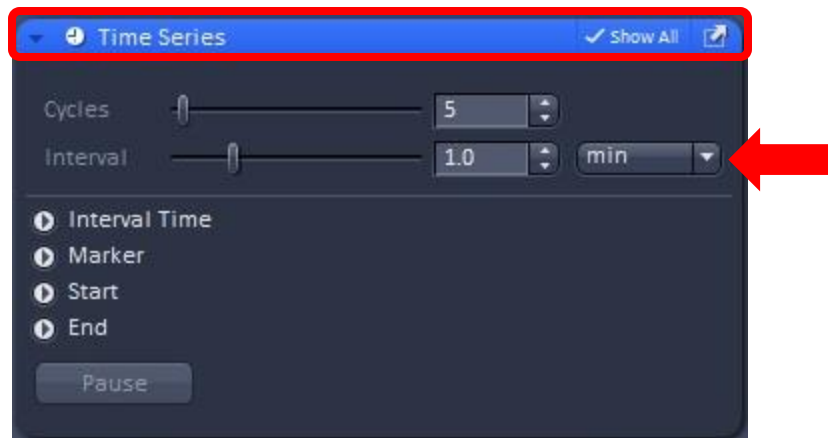 Time Series Show All
Cycles 5
Interval 1.0 min
Interval Time
Marker
Start
End
Pause